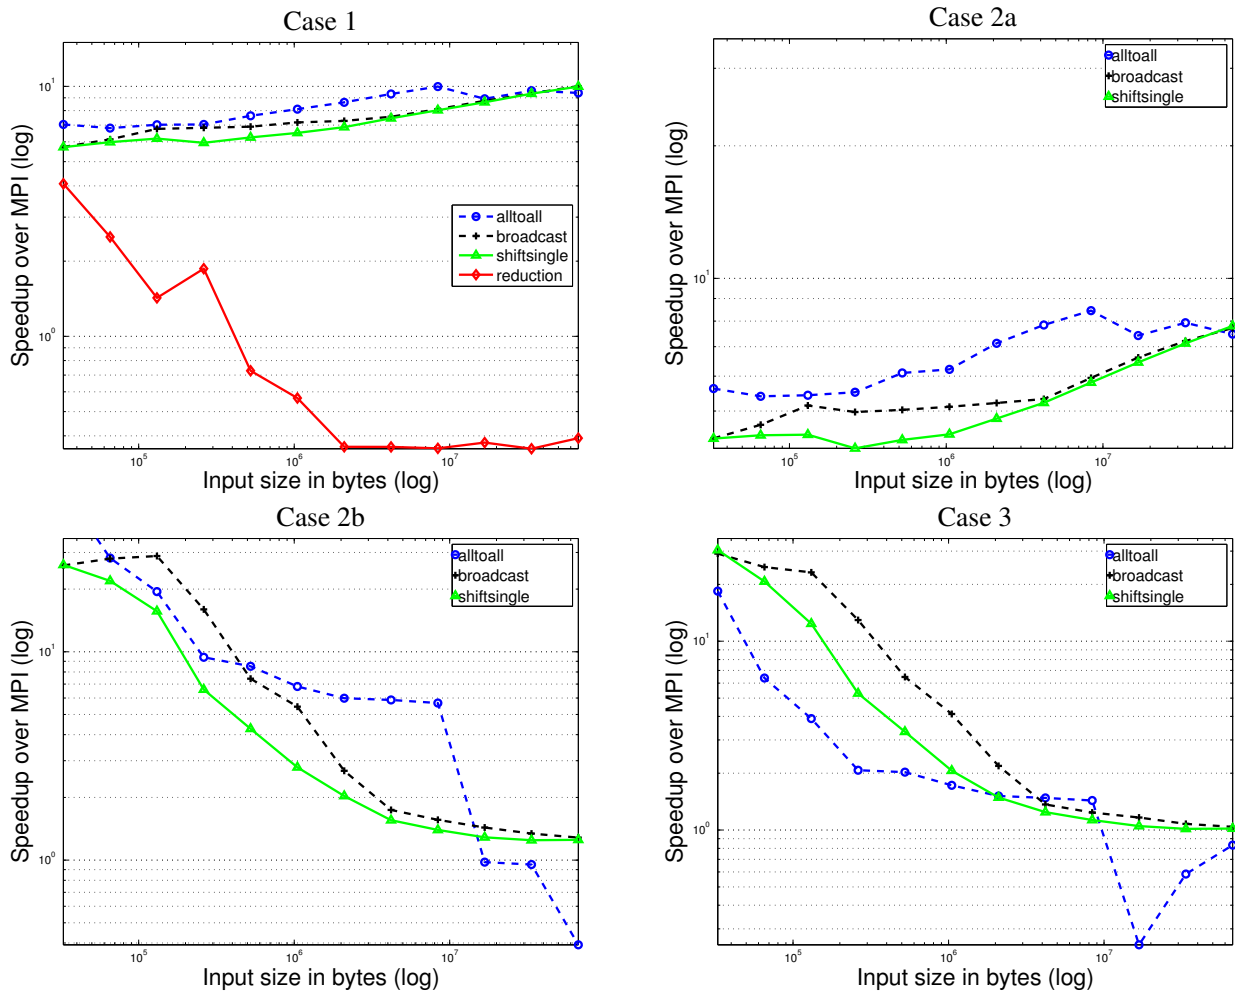 Case 1
Speedup over MPI (log)
10^1
10^0
alltoall
broadcast
shiftsingle
reduction
10^5
10^6
10^7
Input size in bytes (log)
Case 2a
Speedup over MPI (log)
10^1
alltoall
broadcast
shiftsingle
10^5
10^6
10^7
Input size in bytes (log)
Case 2b
Speedup over MPI (log)
10^1
10^0
alltoall
broadcast
shiftsingle
10^5
10^6
10^7
Input size in bytes (log)
Case 3
Speedup over MPI (log)
10^1
10^0
alltoall
broadcast
shiftsingle
10^5
10^6
10^7
Input size in bytes (log)